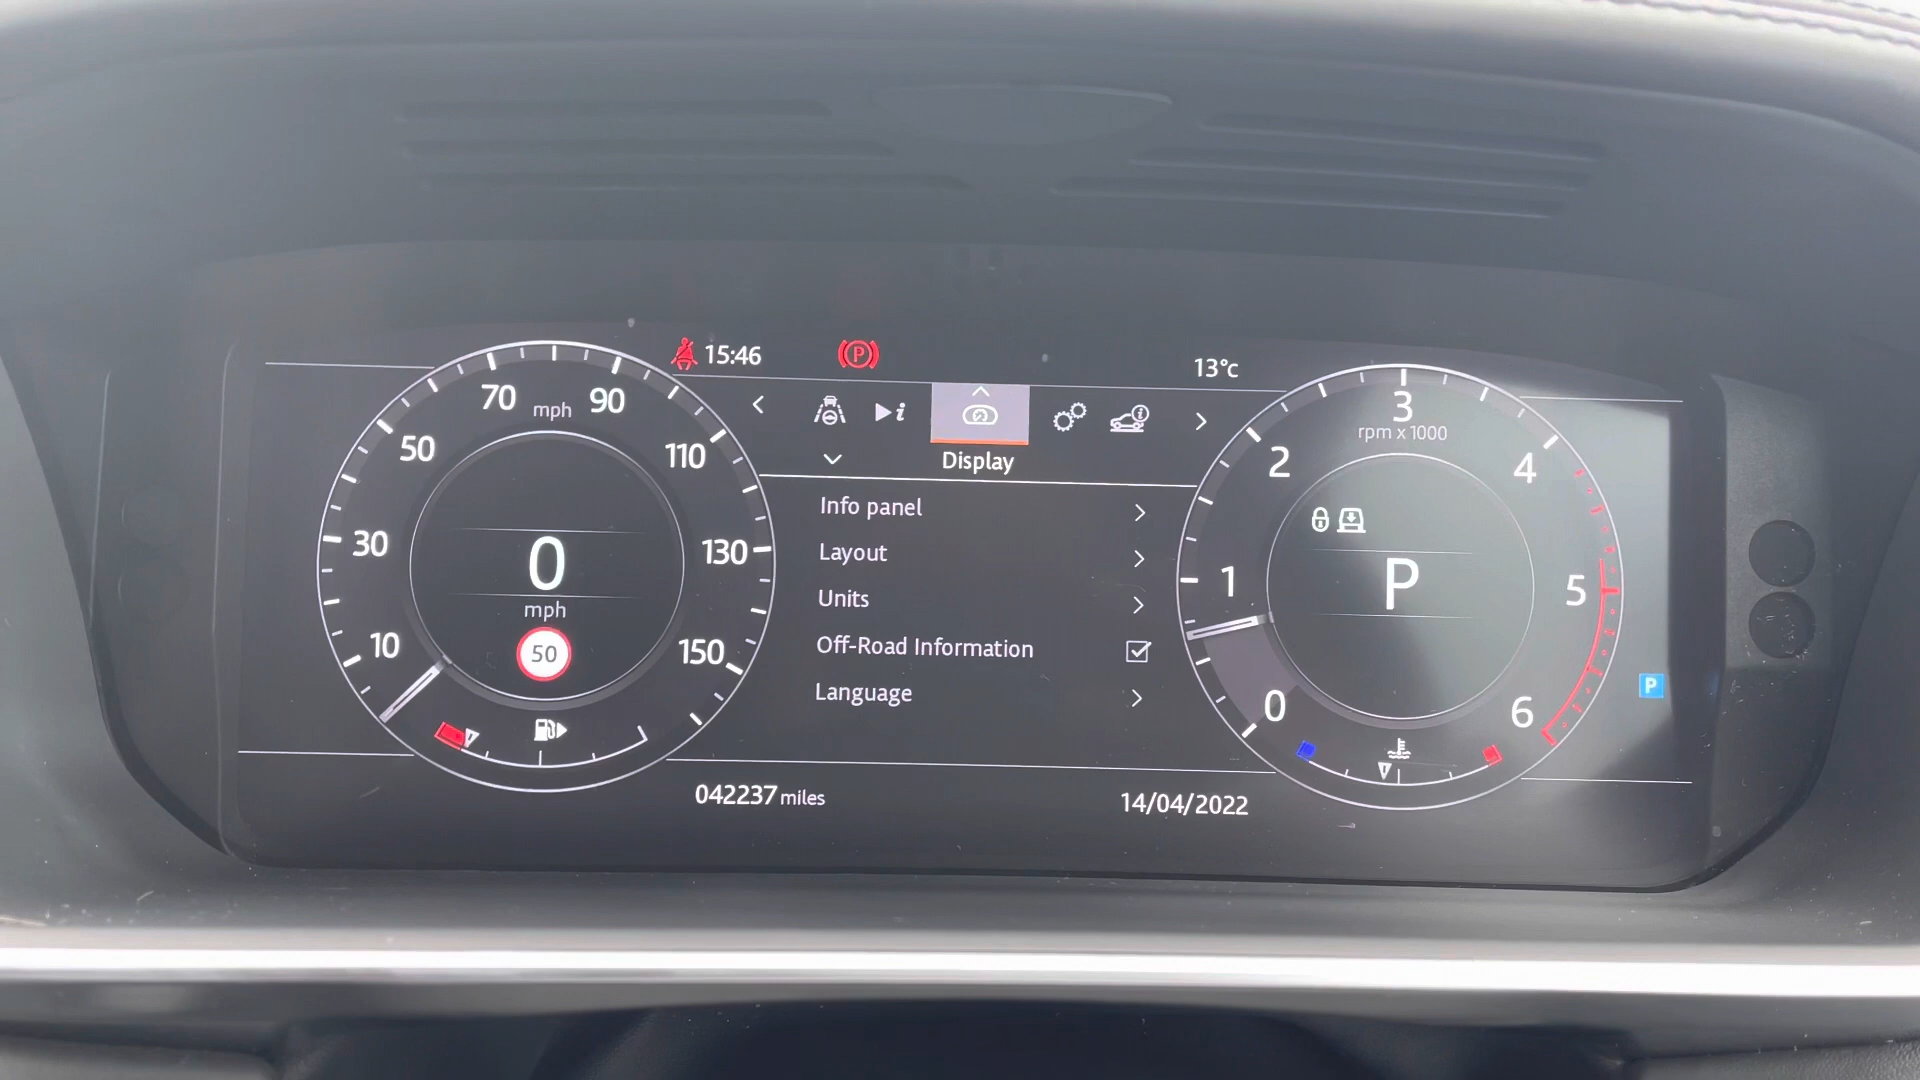 15:46
P
13°c
Display
Info panel
Layout
Units
Off-Road Information
Language
10
30
50
70
mph
90
110
130
150
0
mph
50
0
1
2
3
rpm x 1000
4
5
6
P
P
042237 miles
14/04/2022